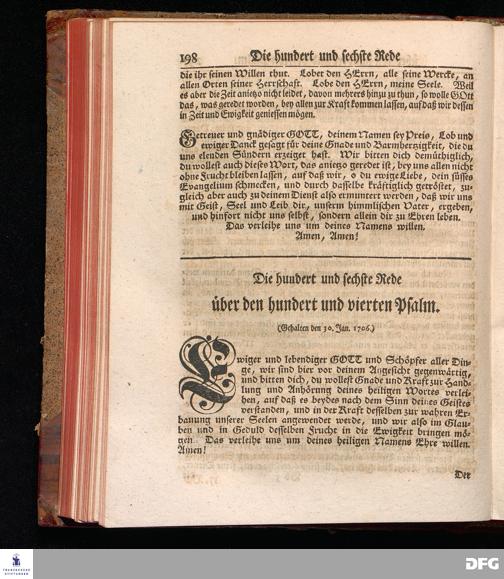 198 Die hundert und sechste Rede
die ihr seinen Willen thut. Lobet den HErrn, alle seine Wercke, an
allen Orten seiner Herrschaft. Lobe den HErrn, meine Seele. Weil
es aber die Zeit anietzo nicht leidet, davon mehrers hinzu zu thun, so wolle GOtt
das, was geredet worden, bey allen zur Kraft kommen lassen, auf daß wir dessen
in Zeit und Ewigkeit geniessen mögen.
Getreuer und gnädiger GOTT, deinem Namen sey Preis, Lob und
ewiger Danck gesagt für deine Gnade und Barmhertzigkeit, die du
uns elenden Sündern erzeiget hast. Wir bitten dich demüthiglich,
du wollest auch dieses Wort, das anietzo geredet ist, bey uns allen nicht
ohne Frucht bleiben lassen, auf daß wir, o du ewige Liebe, dein süsses
Evangelium schmecken, und durch dasselbe kräftiglich getröstet, zu-
gleich aber auch zu deinem Dienst also ermuntert werden, daß wir uns
mit Geist, Seel und Leib dir, unserm himmlischen Vater, ergeben,
und hinfort nicht uns selbst, sondern allein dir zu Ehren leben.
Das verleihe uns um deines Namens willen.
Amen, Amen!
Die hundert und sechste Rede
über den hundert und vierten Psalm.
(Gehalten den 30. Jan. 1706.)
Ewiger und lebendiger GOTT und Schöpfer aller Din-
ge, wir sind hier vor deinem Angesicht gegenwärtig,
und bitten dich, du wollest Gnade und Kraft zur Hand-
lung und Anhörung deines heiligen Wortes verlei-
hen, auf daß es beydes nach dem Sinn deines Geistes
verstanden, und in der Kraft desselben zur wahren Er-
bauung unserer Seelen angewendet werde, und wir also im Glau-
ben und in Geduld desselben Frucht in die Ewigkeit bringen mö-
gen. Das verleihe uns um deines heiligen Namens Ehre willen.
Amen!
Der
FRANCKESCHE
STIFTUNGEN
DFG